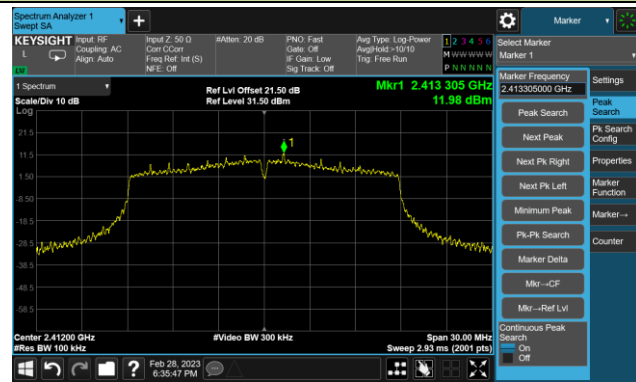 Spectrum Analyzer 1
Swept SA
Marker
KEYSIGHT
L
Input: RF
Coupling: AC
Align: Auto
Input Z: 50 Ω
Corr CCorr
Freq Ref: Int (S)
NFE: Off
#Atten: 20 dB
PNO: Fast
Gate: Off
IF Gain: Low
Sig Track: Off
Avg Type: Log-Power
Avg|Hold:>10/10
Trig: Free Run
1 2 3 4 5 6
M W W W W W
P N N N N N
Select Marker
Marker 1
1 Spectrum
Scale/Div 10 dB
Log
Ref Lvl Offset 21.50 dB
Ref Level 31.50 dBm
Mkr1 2.413 305 GHz
11.98 dBm
1
21.5
11.5
1.50
-8.50
-18.5
-28.5
-38.5
-48.5
-58.5
Center 2.41200 GHz
#Res BW 100 kHz
#Video BW 300 kHz
Span 30.00 MHz
Sweep 2.93 ms (2001 pts)
Marker Frequency
2.413305000 GHz
Peak Search
Next Peak
Next Pk Right
Next Pk Left
Minimum Peak
Pk-Pk Search
Marker Delta
Mkr→CF
Mkr→Ref Lvl
Continuous Peak
Search
On
Off
Settings
Peak
Search
Pk Search
Config
Properties
Marker
Function
Marker→
Counter
?
Feb 28, 2023
6:35:47 PM